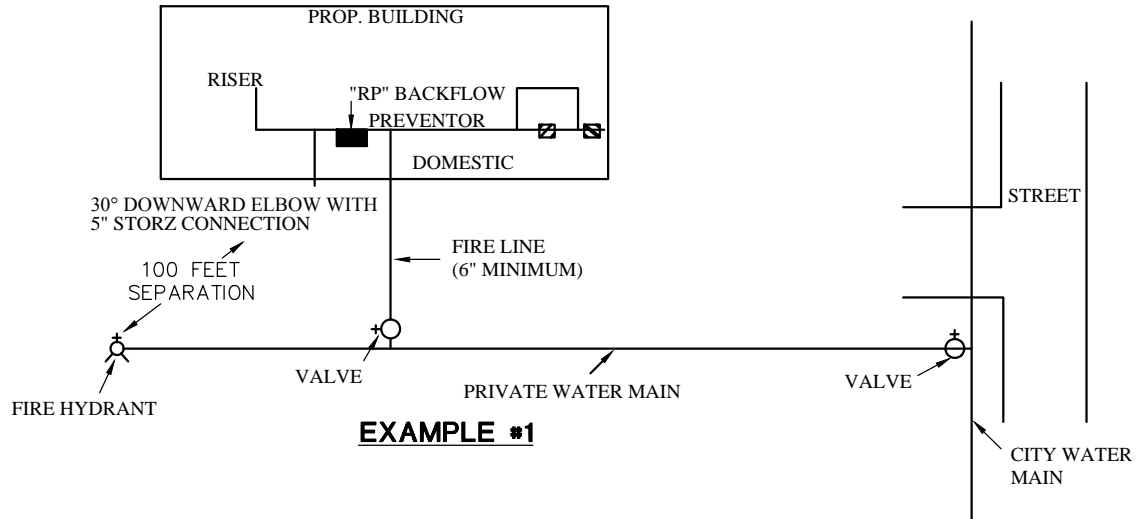 PROP. BUILDING
RISER
"RP" BACKFLOW
PREVENTOR
DOMESTIC
30° DOWNWARD ELBOW WITH
5" STORZ CONNECTION
STREET
FIRE LINE
(6" MINIMUM)
100 FEET
SEPARATION
VALVE
PRIVATE WATER MAIN
VALVE
FIRE HYDRANT
EXAMPLE #1
CITY WATER
MAIN